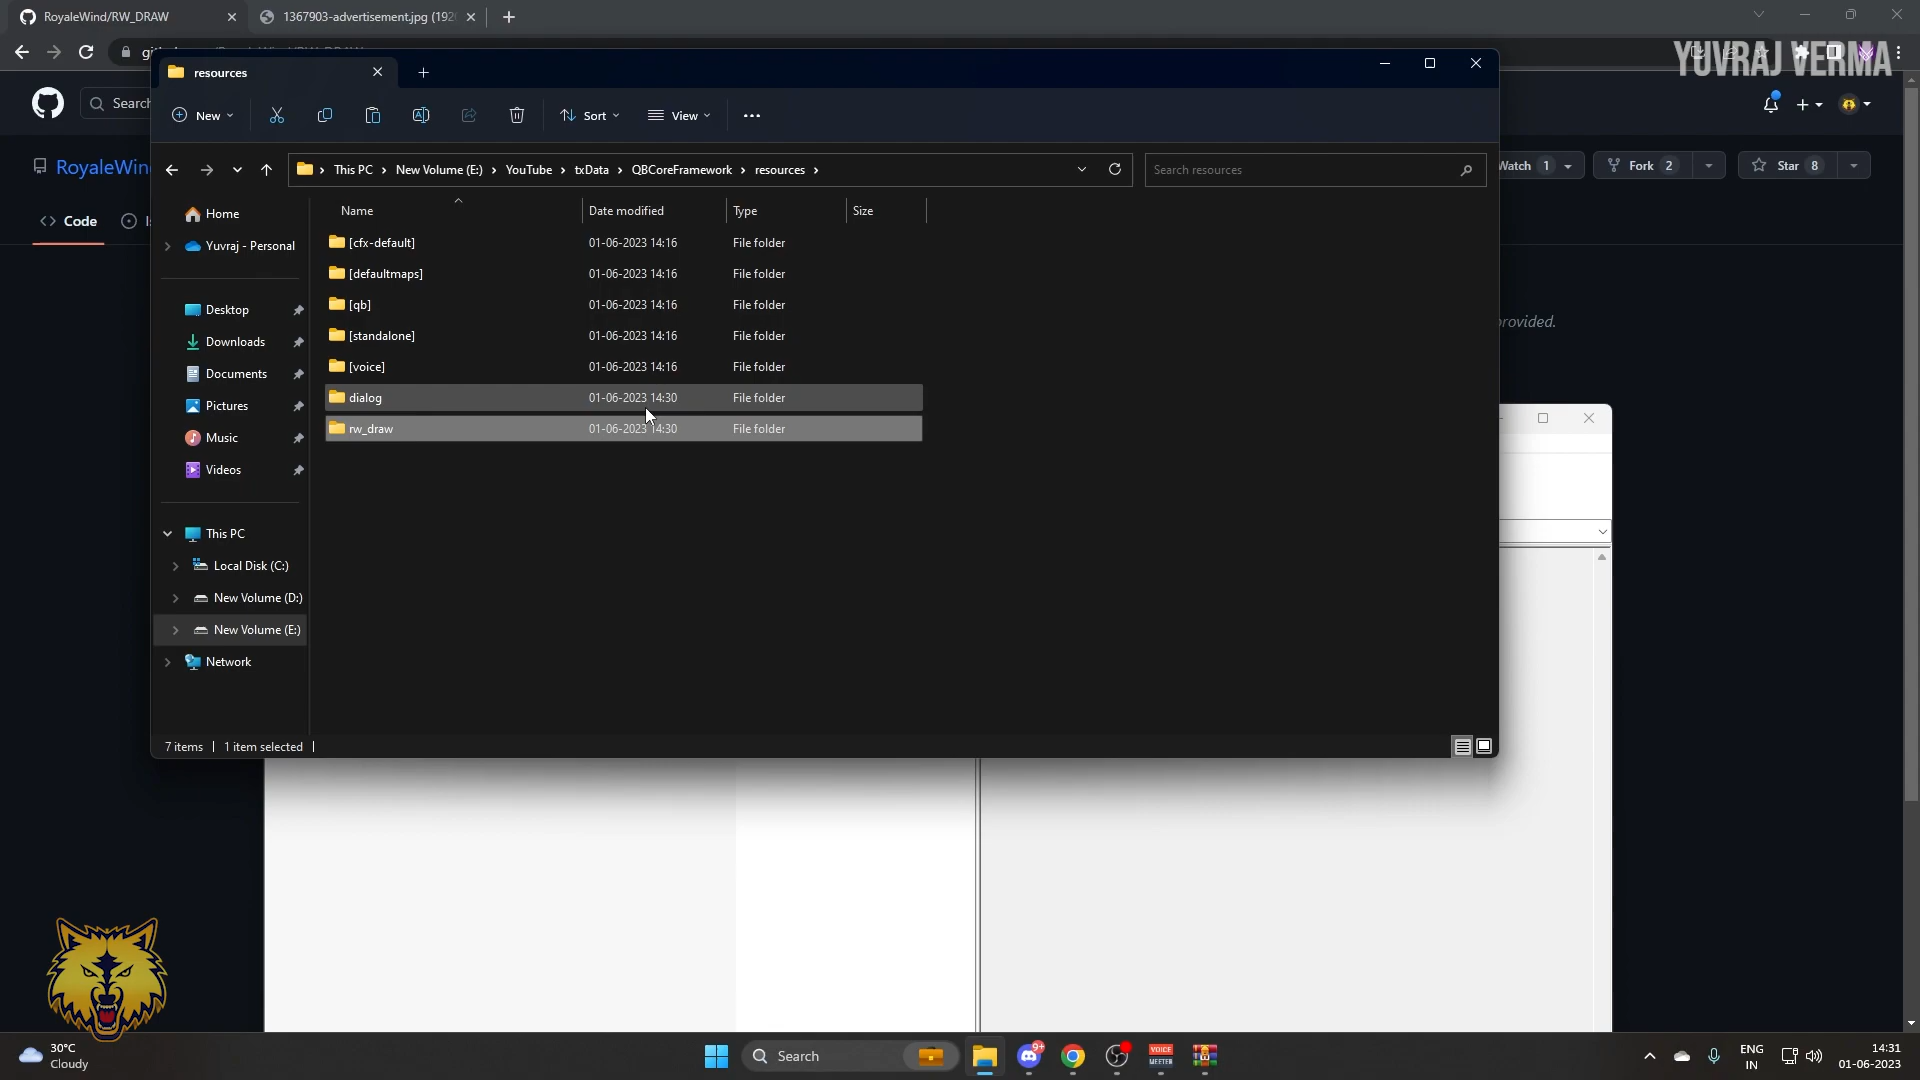 RoyaleWind/RW_DRAW
1367903-advertisement.jpg (192
YUVRAJ VERMA
resources
Search
New
Sort
View
RoyaleWin
Watch 1
Fork 2
Star 8
This PC
New Volume (E:)
YouTube
txData
QBCoreFramework
resources
Search resources
Code
Name
Date modified
Type
Size
Home
Yuvraj - Personal
[cfx-default] 01-06-2023 14:16 File folder
[defaultmaps] 01-06-2023 14:16 File folder
[qb] 01-06-2023 14:16 File folder
[standalone] 01-06-2023 14:16 File folder
[voice] 01-06-2023 14:16 File folder
dialog 01-06-2023 14:30 File folder
rw_draw 01-06-2023 14:30 File folder
provided.
Desktop
Downloads
Documents
Pictures
Music
Videos
This PC
Local Disk (C:)
New Volume (D:)
New Volume (E:)
Network
7 items
1 item selected
30°C
Cloudy
Search
9+
VOICE
MEETER
ENG
IN
14:31
01-06-2023